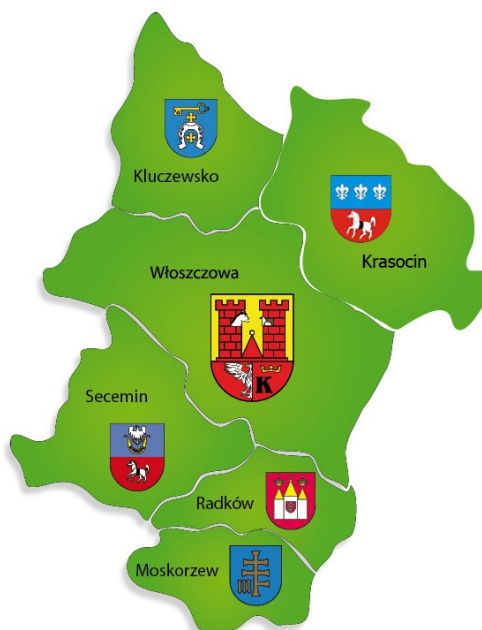 Kluczewsko
Krasocin
Włoszczowa
K
Secemin
Radków
Moskorzew